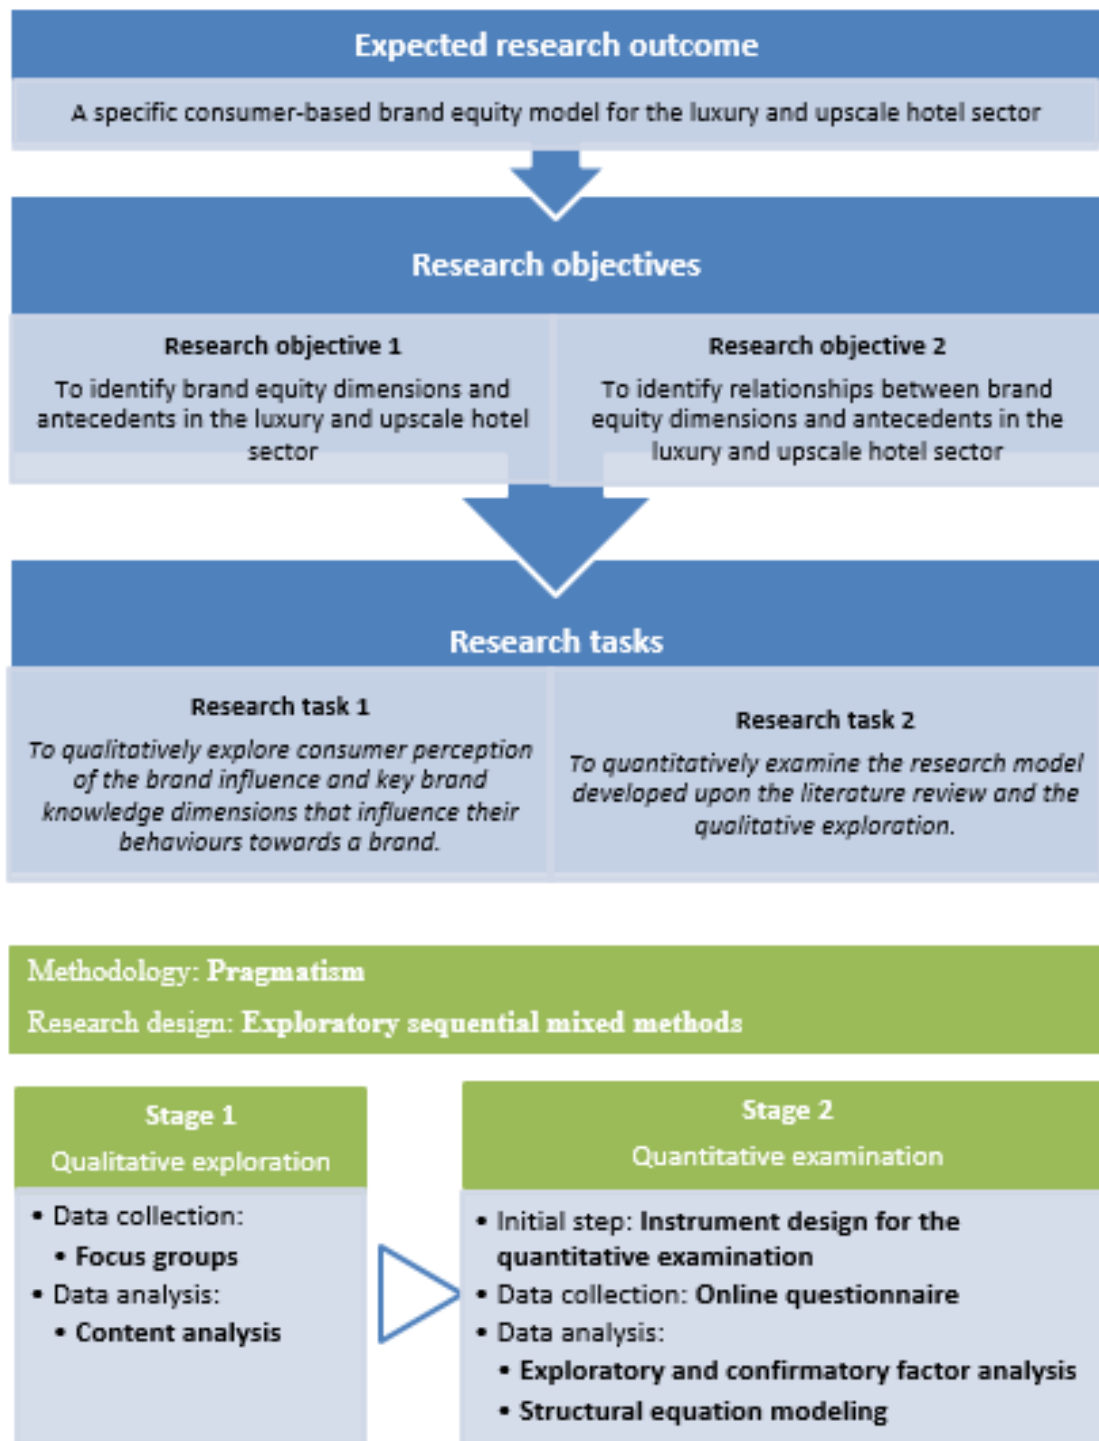 Expected research outcome
A specific consumer-based brand equity model for the luxury and upscale hotel sector
Research objectives
Research objective 1
To identify brand equity dimensions and
antecedents in the luxury and upscale hotel
sector
Research objective 2
To identify relationships between brand
equity dimensions and antecedents in the
luxury and upscale hotel sector
Research tasks
Research task 1
To qualitatively explore consumer perception
of the brand influence and key brand
knowledge dimensions that influence their
behaviours towards a brand.
Research task 2
To quantitatively examine the research model
developed upon the literature review and the
qualitative exploration.
Methodology: Pragmatism
Research design: Exploratory sequential mixed methods
Stage 1
Qualitative exploration
• Data collection:
• Focus groups
• Data analysis:
• Content analysis
Stage 2
Quantitative examination
• Initial step: Instrument design for the
quantitative examination
• Data collection: Online questionnaire
• Data analysis:
• Exploratory and confirmatory factor analysis
• Structural equation modeling